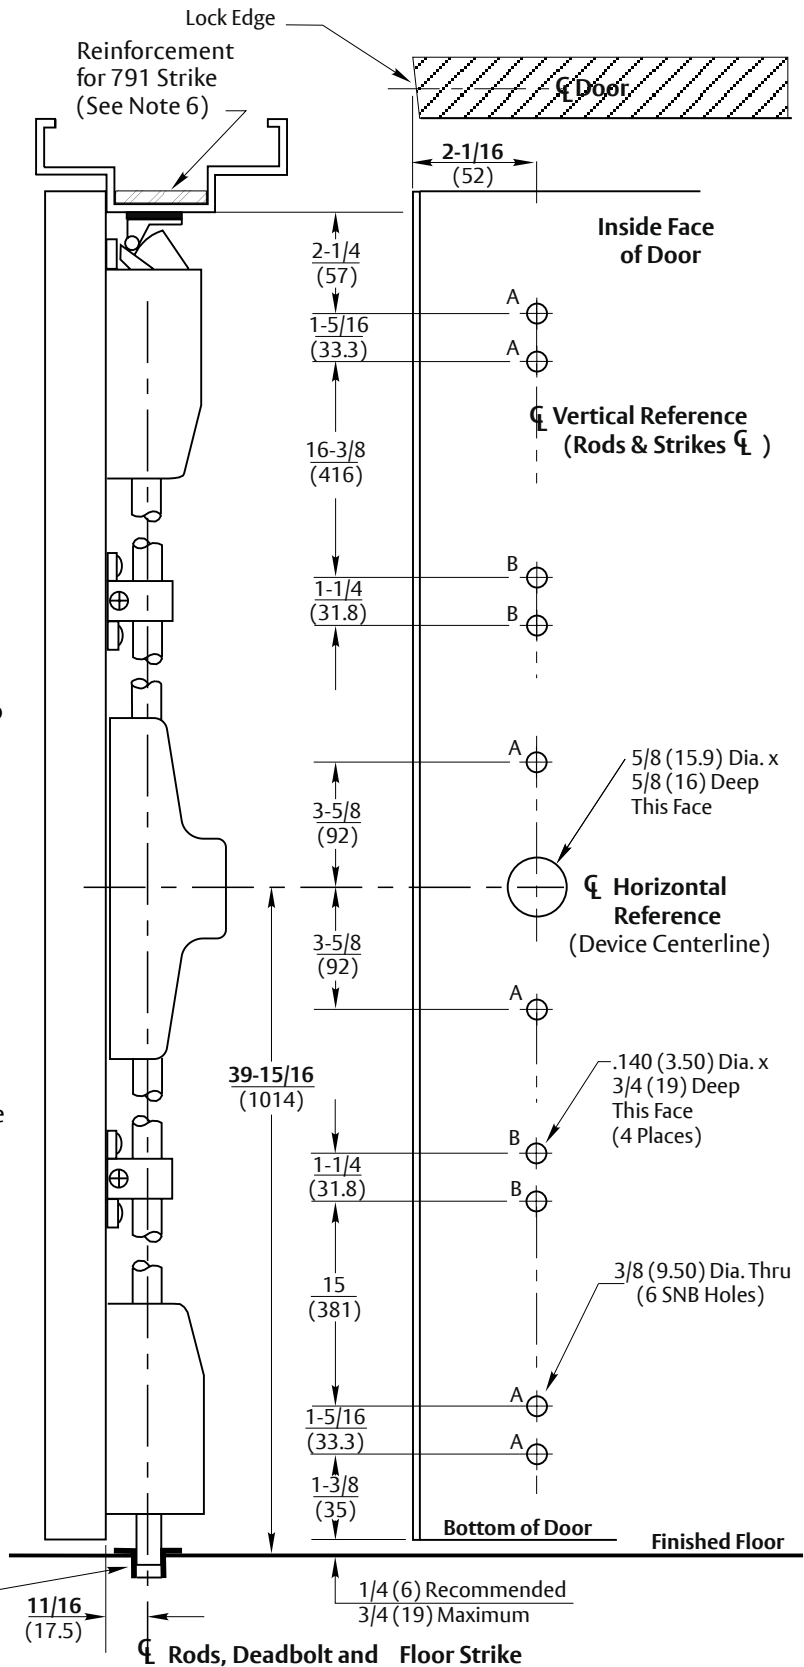 Lock Edge
Reinforcement
for 791 Strike
(See Note 6)
℄ Door
2-1/16
(52)
Inside Face
of Door
2-1/4
(57)
A
1-5/16
(33.3)
A
℄ Vertical Reference
(Rods & Strikes ℄ )
16-3/8
(416)
B
1-1/4
(31.8)
B
A
5/8 (15.9) Dia. x
5/8 (16) Deep
This Face
3-5/8
(92)
℄ Horizontal
Reference
(Device Centerline)
3-5/8
(92)
A
39-15/16
(1014)
.140 (3.50) Dia. x
3/4 (19) Deep
This Face
(4 Places)
e
B
1-1/4
(31.8)
B
3/8 (9.50) Dia. Thru
(6 SNB Holes)
15
(381)
A
1-5/16
(33.3)
A
1-3/8
(35)
Bottom of Door
Finished Floor
1/4 (6) Recommended
3/4 (19) Maximum
11/16
(17.5)
℄ Rods, Deadbolt and Floor Strike